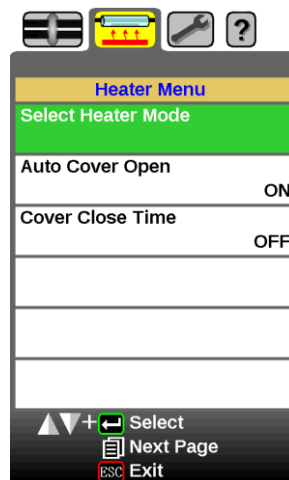 ?
Heater Menu
Select Heater Mode
Auto Cover Open
ON
Cover Close Time
OFF
+ Select
Next Page
ESC Exit